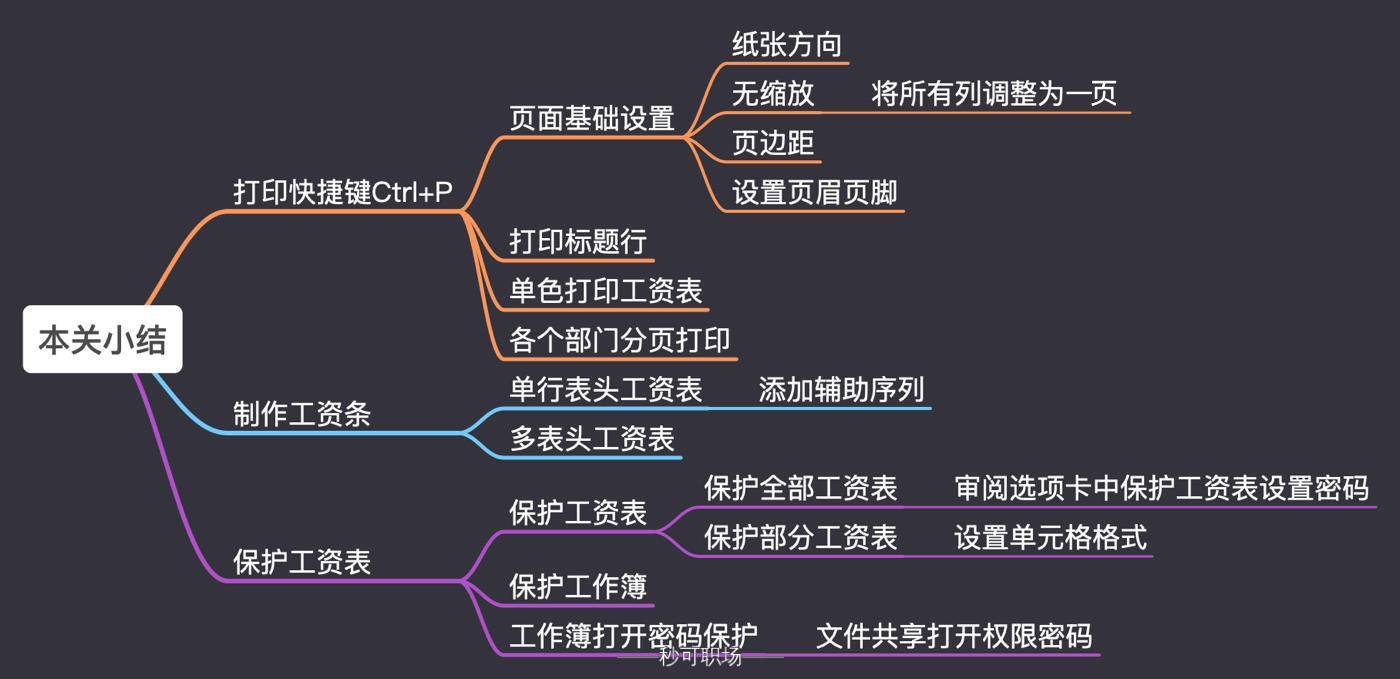 纸张方向
无缩放 将所有列调整为一页
页面基础设置
页边距
打印快捷键Ctrl+P
设置页眉页脚
打印标题行
单色打印工资表
本关小结
各个部门分页打印
单行表头工资表 添加辅助序列
制作工资条
多表头工资表
保护全部工资表 审阅选项卡中保护工资表设置密码
保护工资表
保护部分工资表 设置单元格格式
保护工资表
保护工作簿
工作簿打开密码保护 文件共享打开权限密码
秒可职场